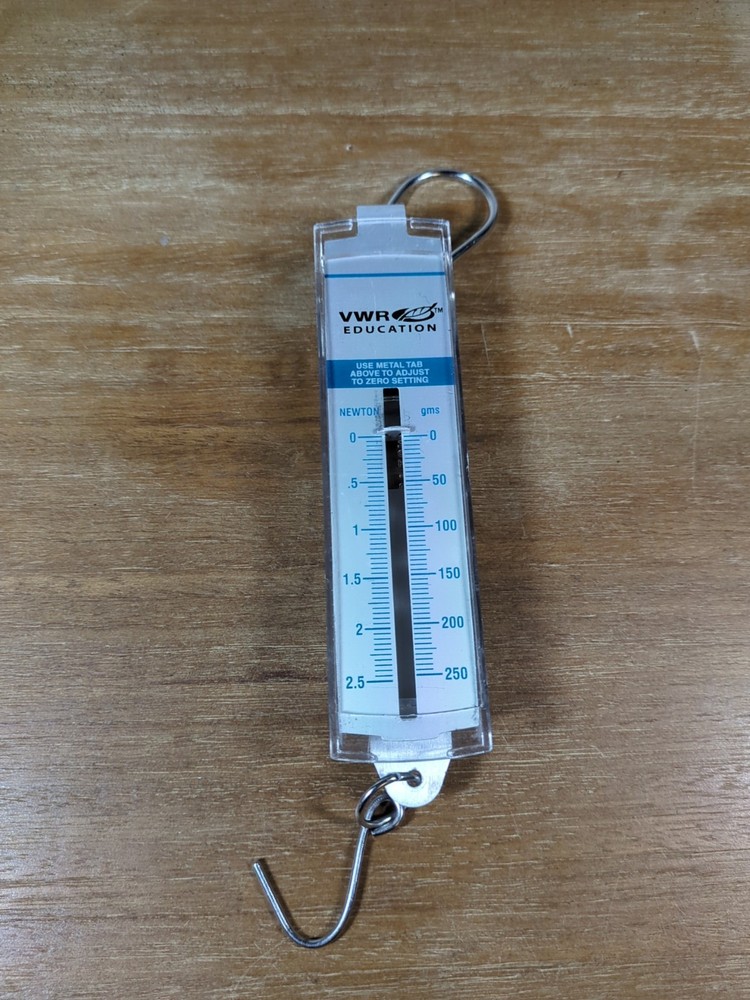 VWR™
EDUCATION
USE METAL TAB
ABOVE TO ADJUST
TO ZERO SETTING
NEWTON gms
0 0
.5 50
1 100
1.5 150
2 200
2.5 250